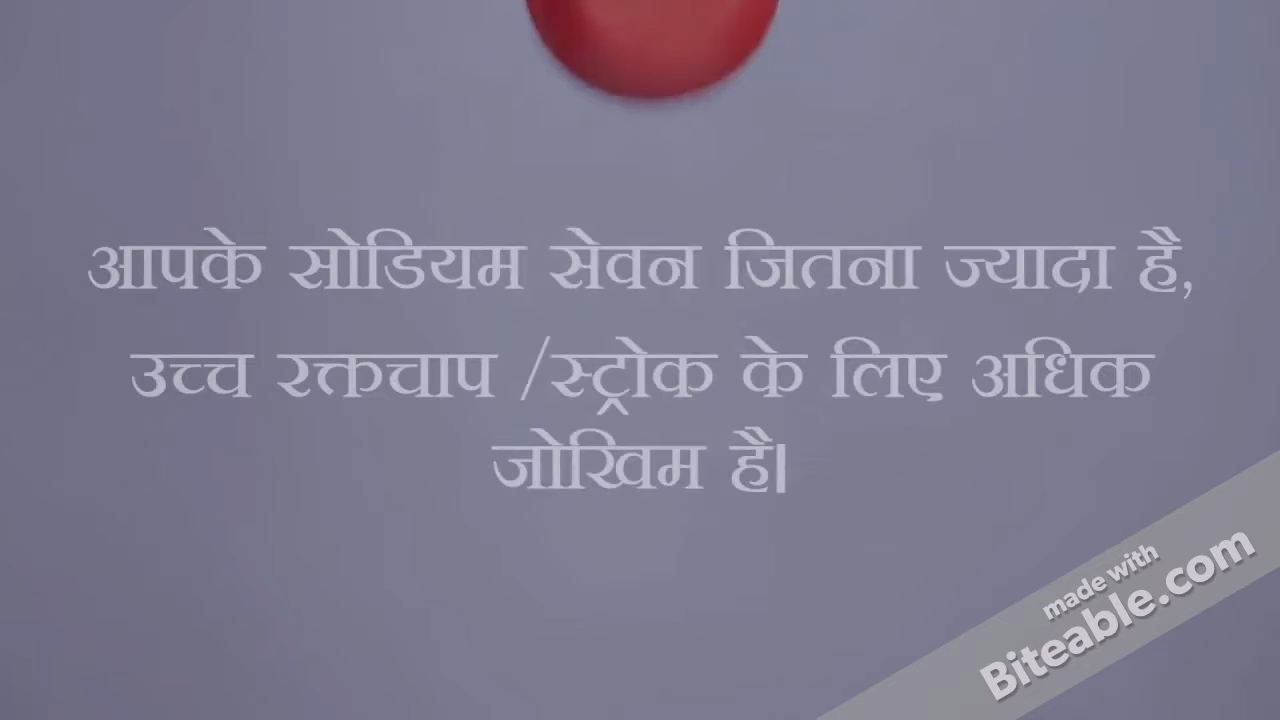 आपके सोडियम सेवन जितना ज्यादा है,
उच्च रक्तचाप /स्ट्रोक के लिए अधिक
जोखिम है।
made with
Biteable.com